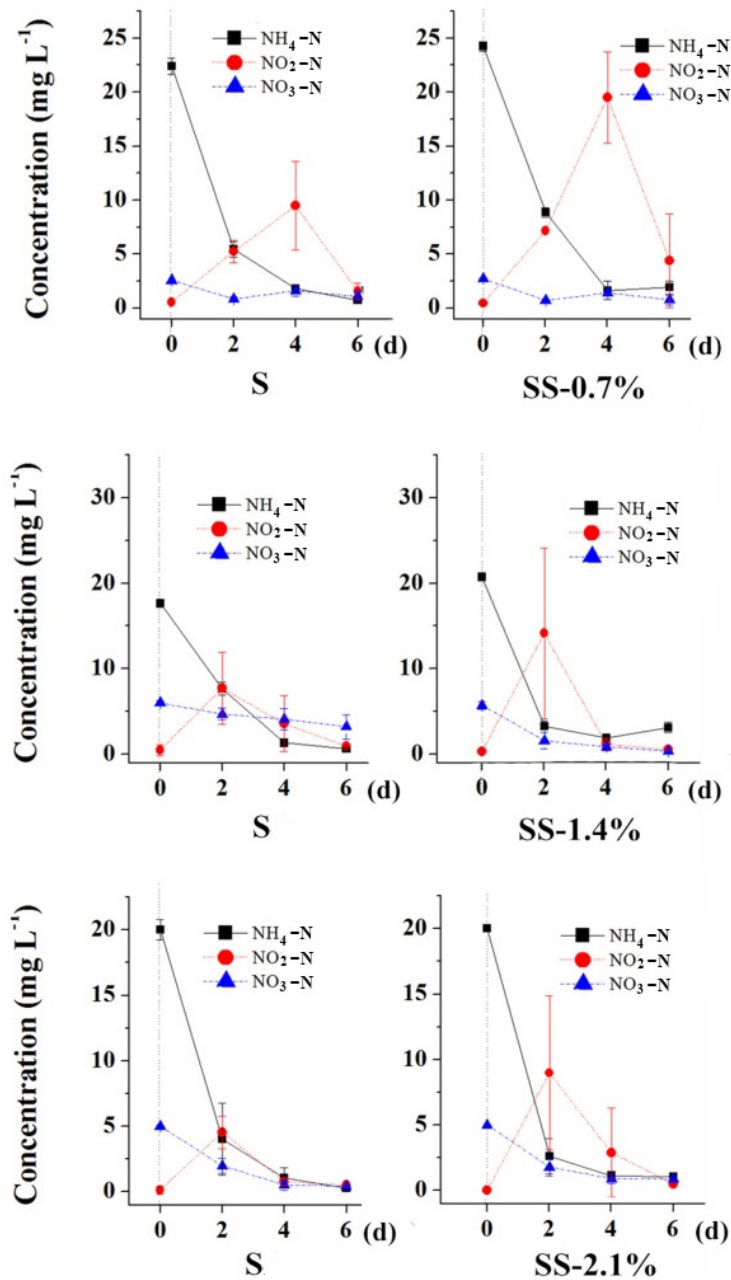 Concentration (mg L⁻¹)
25
20
15
10
5
0
NH₄-N
NO₂-N
NO₃-N
0 2 4 6 (d)
S
25
20
15
10
5
0
NH₄-N
NO₂-N
NO₃-N
0 2 4 6 (d)
SS-0.7%
Concentration (mg L⁻¹)
30
20
10
0
NH₄-N
NO₂-N
NO₃-N
0 2 4 6 (d)
S
30
20
10
0
NH₄-N
NO₂-N
NO₃-N
0 2 4 6 (d)
SS-1.4%
Concentration (mg L⁻¹)
20
15
10
5
0
NH₄-N
NO₂-N
NO₃-N
0 2 4 6 (d)
S
20
15
10
5
0
NH₄-N
NO₂-N
NO₃-N
0 2 4 6 (d)
SS-2.1%